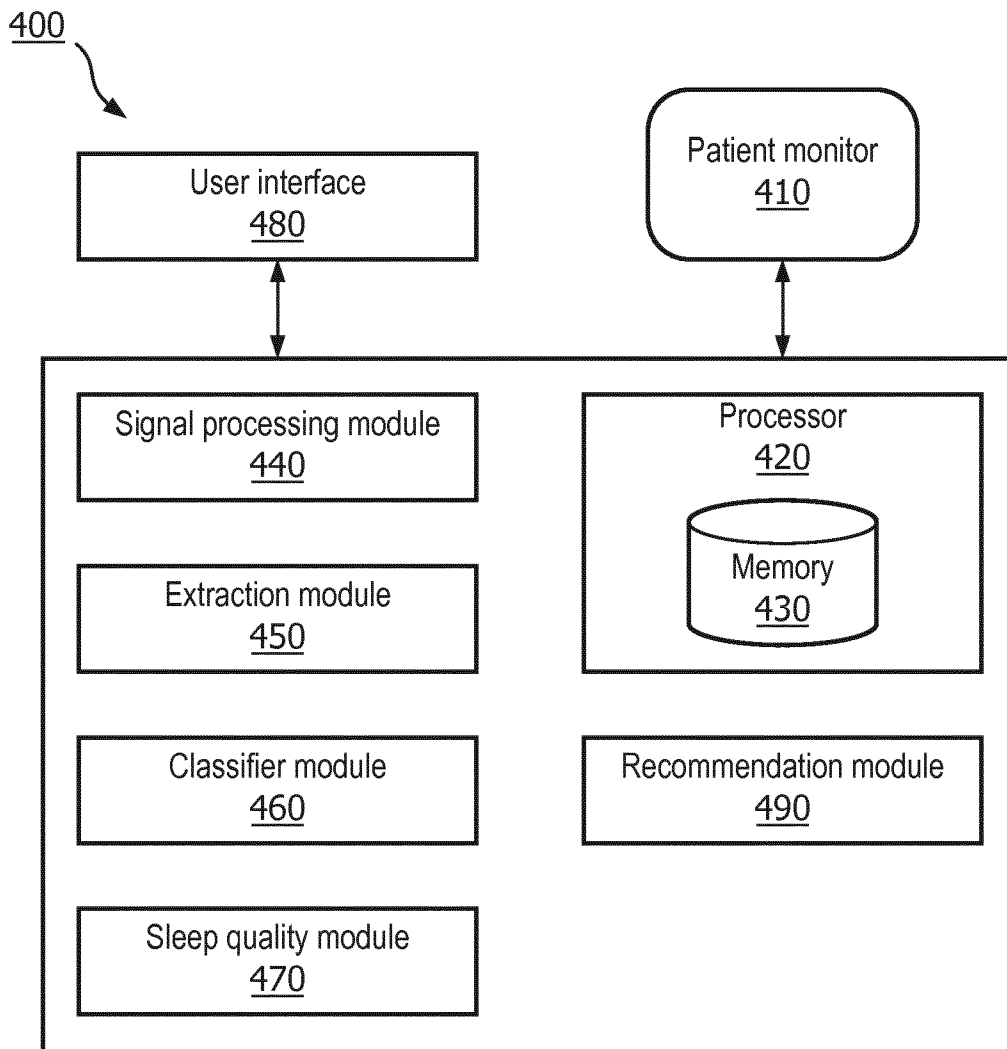 400
User interface
480
Patient monitor
410
Signal processing module
440
Processor
420
Memory
430
Extraction module
450
Classifier module
460
Recommendation module
490
Sleep quality module
470